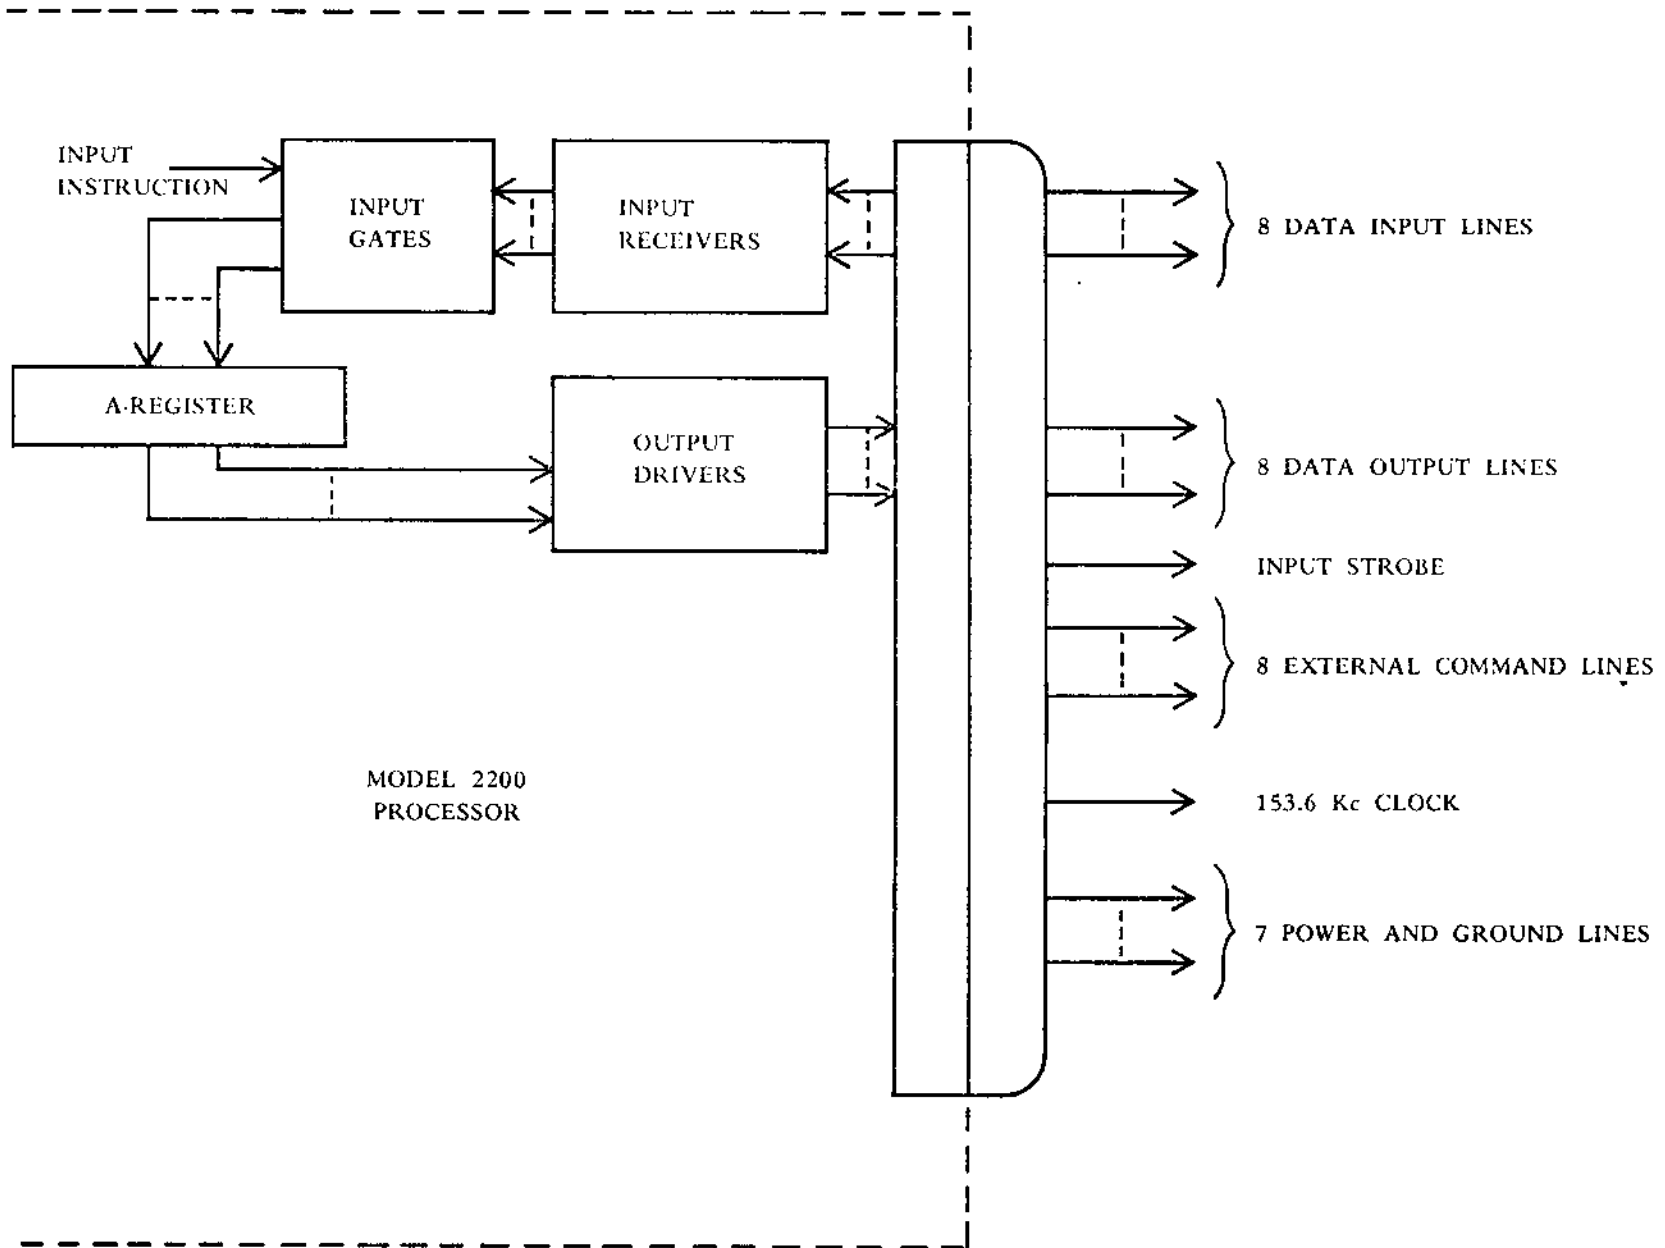 INPUT
INSTRUCTION
INPUT
GATES
INPUT
RECEIVERS
8 DATA INPUT LINES
A-REGISTER
OUTPUT
DRIVERS
8 DATA OUTPUT LINES
INPUT STROBE
8 EXTERNAL COMMAND LINES
MODEL 2200
PROCESSOR
153.6 Kc CLOCK
7 POWER AND GROUND LINES